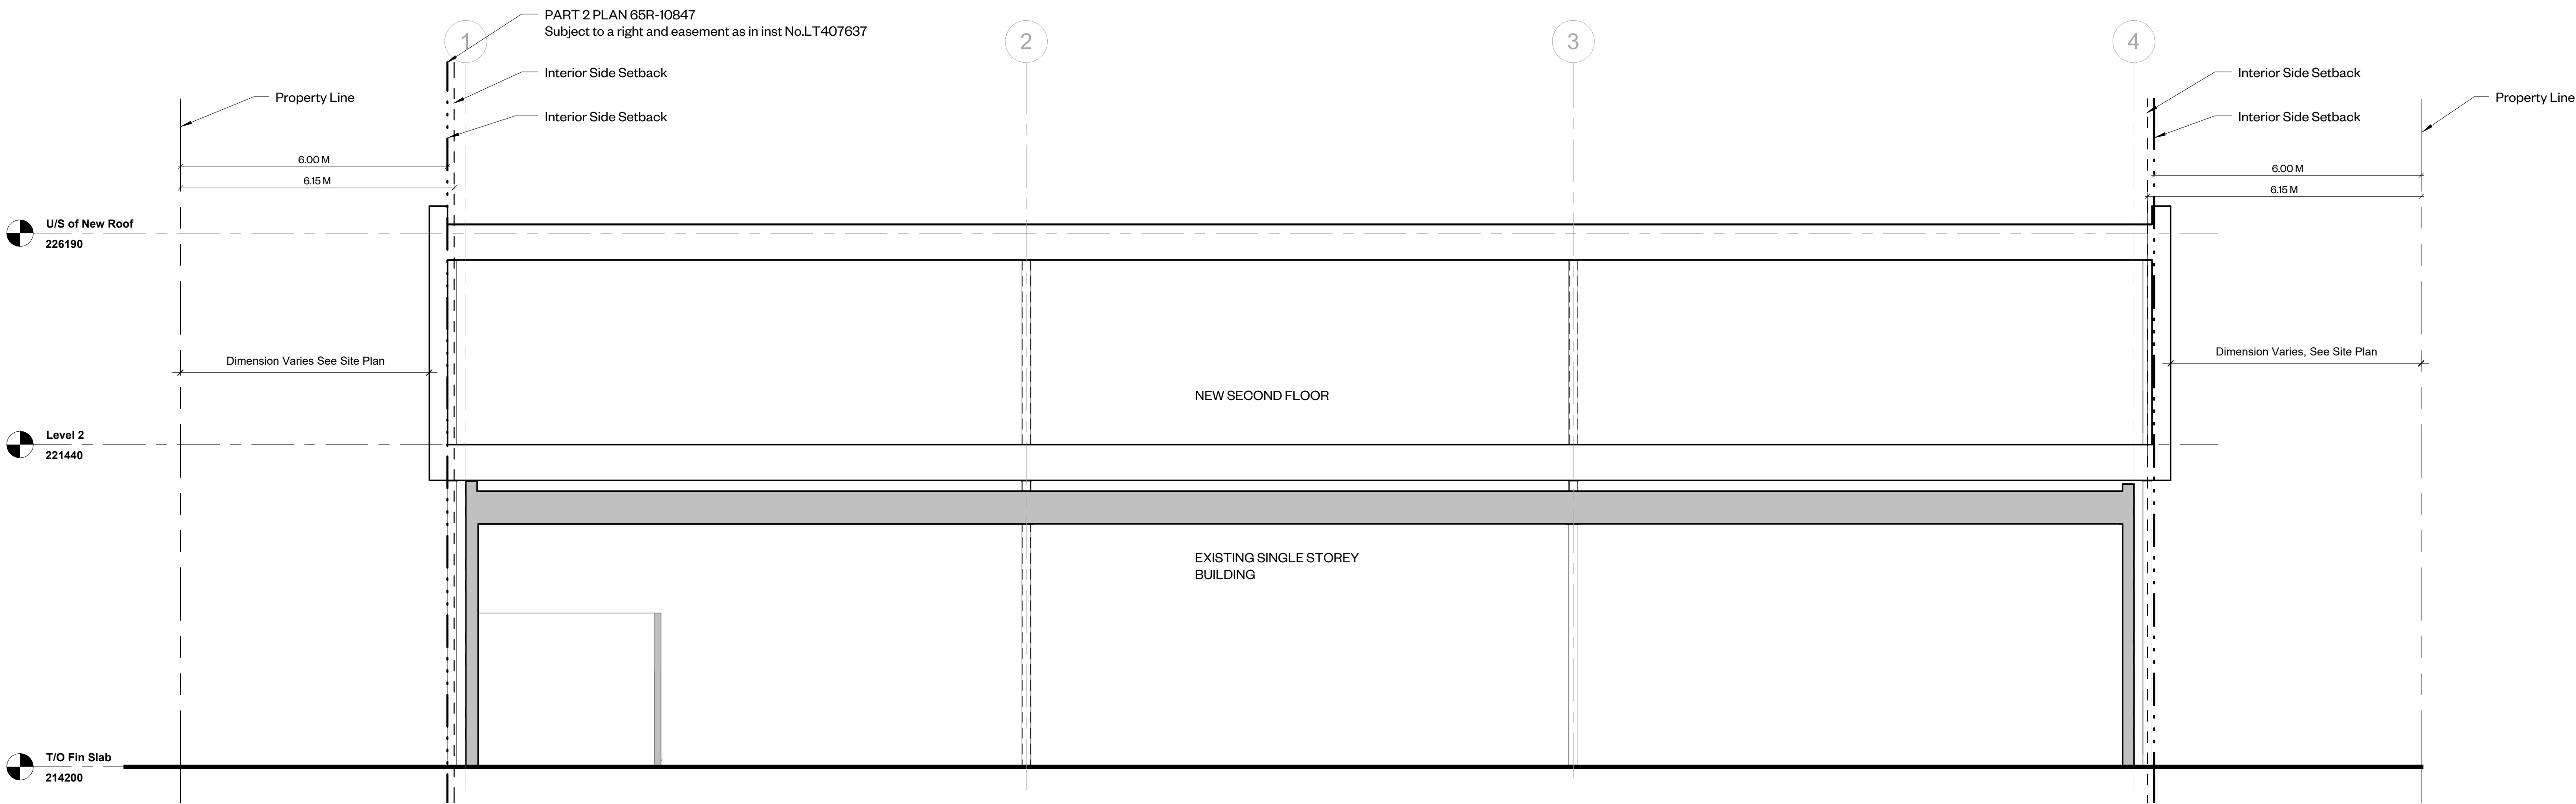 PART 2 PLAN 65R-10847
Subject to a right and easement as in inst No.LT407637
1
2
3
4
Interior Side Setback
Interior Side Setback
Property Line
Property Line
Interior Side Setback
Interior Side Setback
6.00 M
6.00 M
6.15 M
6.15 M
U/S of New Roof
226190
Dimension Varies See Site Plan
Dimension Varies, See Site Plan
NEW SECOND FLOOR
Level 2
221440
EXISTING SINGLE STOREY
BUILDING
T/O Fin Slab
214200